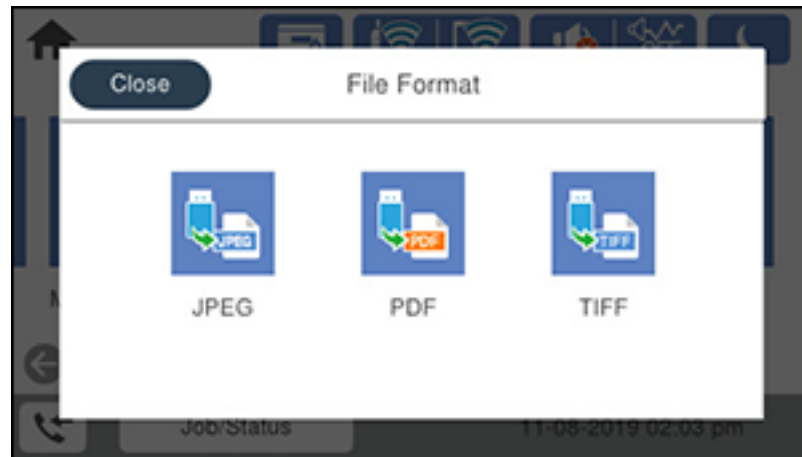 Close
File Format
JPEG
PDF
TIFF
JPEG
PDF
TIFF
Job/Status
11-08-2019 02:03 pm